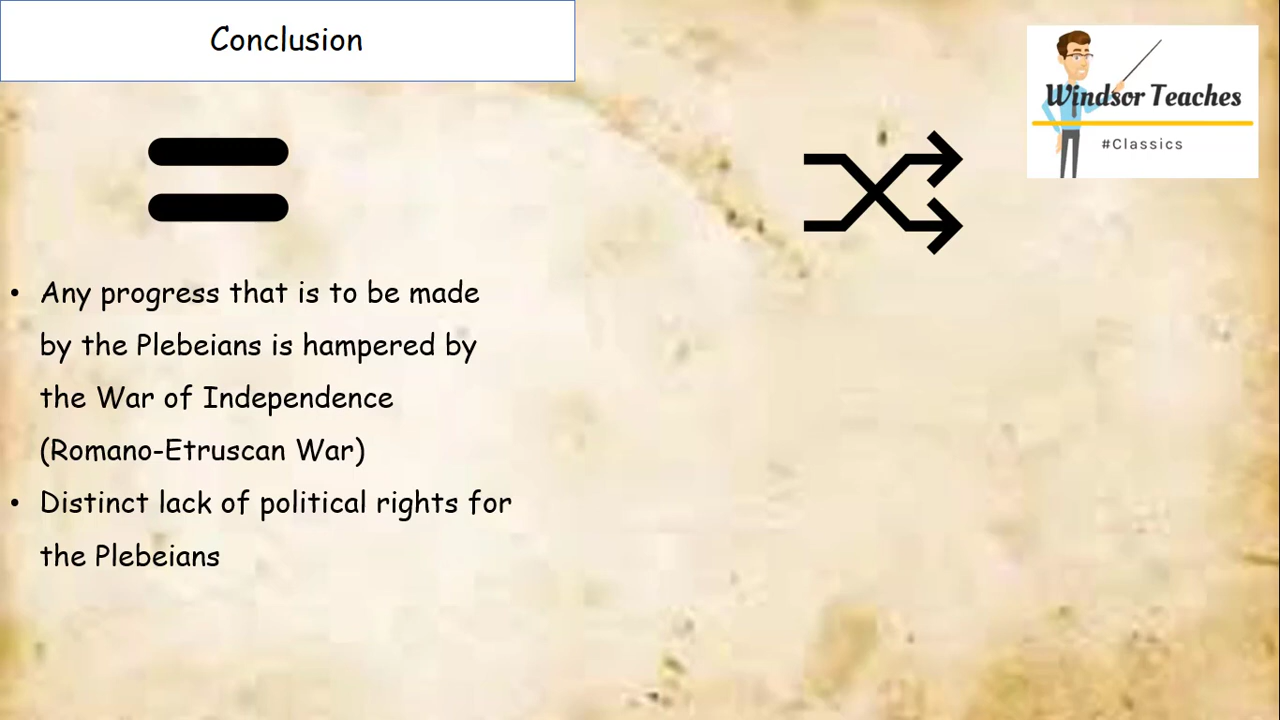 Conclusion
Windsor Teaches
#Classics
• Any progress that is to be made
by the Plebeians is hampered by
the War of Independence
(Romano-Etruscan War)
• Distinct lack of political rights for
the Plebeians